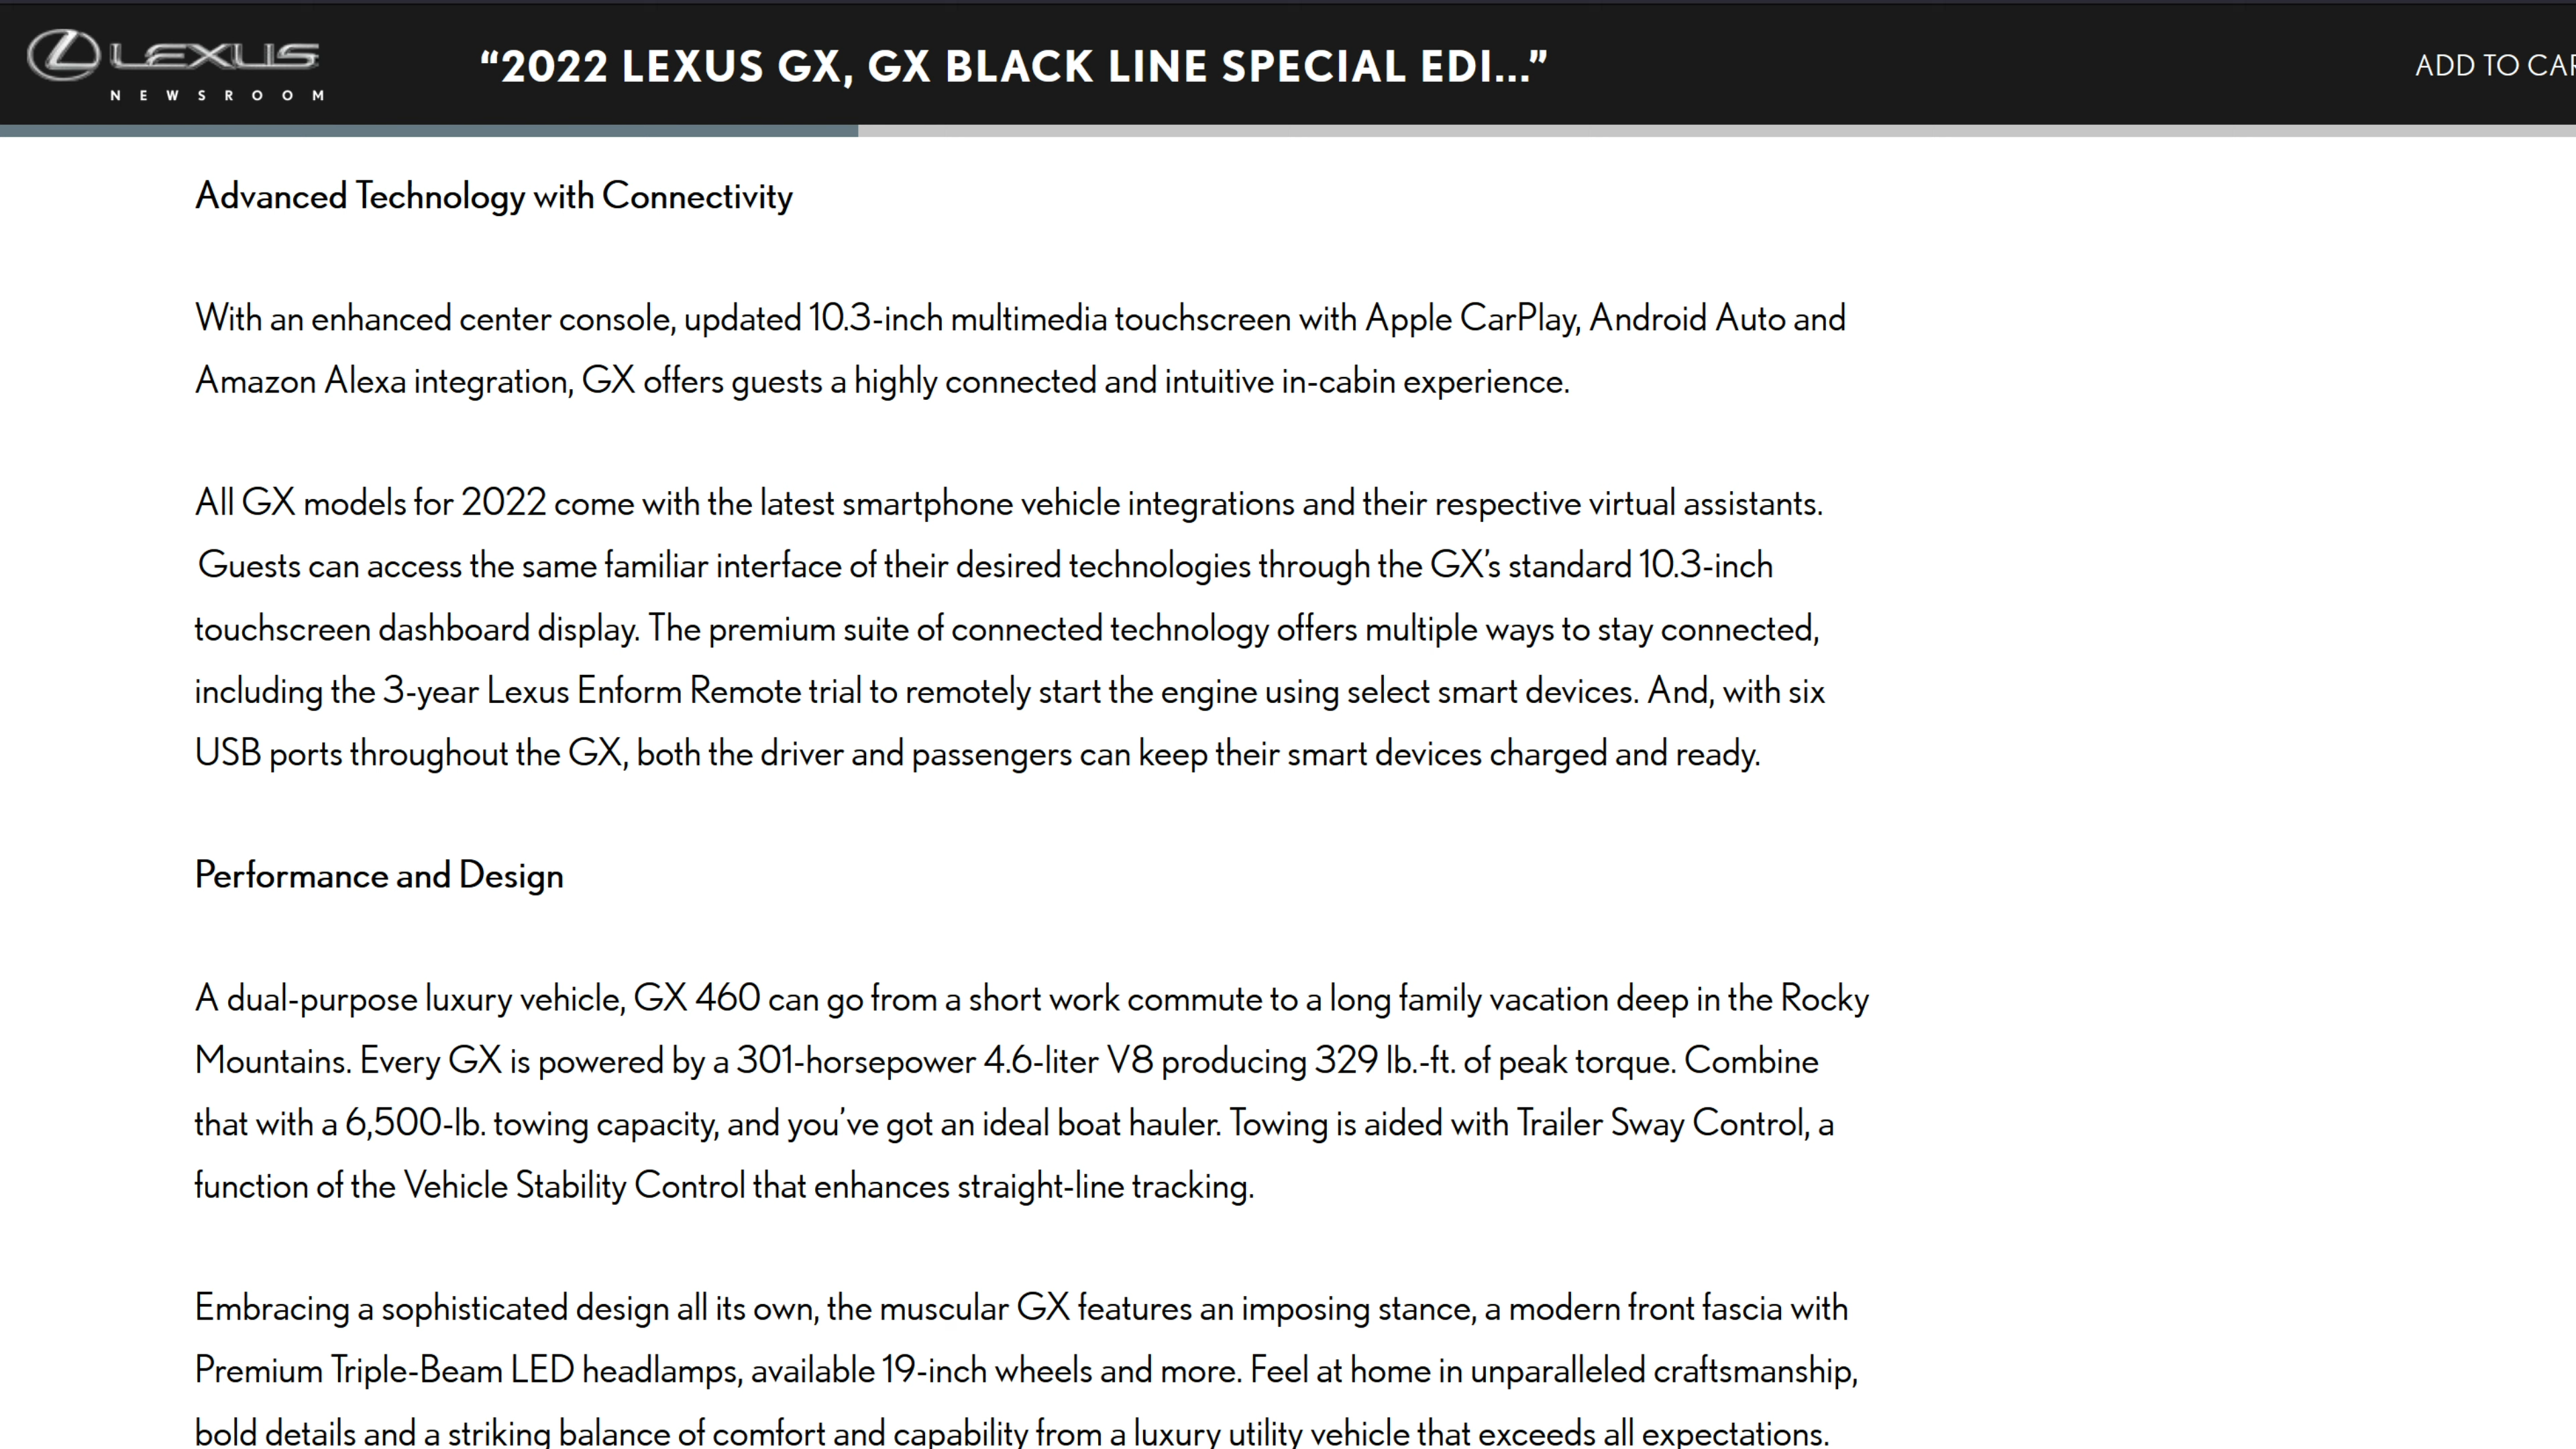 LEXUS
NEWSROOM
“2022 LEXUS GX, GX BLACK LINE SPECIAL EDI...”
ADD TO CAR
Advanced Technology with Connectivity
With an enhanced center console, updated 10.3-inch multimedia touchscreen with Apple CarPlay, Android Auto and
Amazon Alexa integration, GX offers guests a highly connected and intuitive in-cabin experience.
All GX models for 2022 come with the latest smartphone vehicle integrations and their respective virtual assistants.
Guests can access the same familiar interface of their desired technologies through the GX’s standard 10.3-inch
touchscreen dashboard display. The premium suite of connected technology offers multiple ways to stay connected,
including the 3-year Lexus Enform Remote trial to remotely start the engine using select smart devices. And, with six
USB ports throughout the GX, both the driver and passengers can keep their smart devices charged and ready.
Performance and Design
A dual-purpose luxury vehicle, GX 460 can go from a short work commute to a long family vacation deep in the Rocky
Mountains. Every GX is powered by a 301-horsepower 4.6-liter V8 producing 329 lb.-ft. of peak torque. Combine
that with a 6,500-lb. towing capacity, and you’ve got an ideal boat hauler. Towing is aided with Trailer Sway Control, a
function of the Vehicle Stability Control that enhances straight-line tracking.
Embracing a sophisticated design all its own, the muscular GX features an imposing stance, a modern front fascia with
Premium Triple-Beam LED headlamps, available 19-inch wheels and more. Feel at home in unparalleled craftsmanship,
bold details and a striking balance of comfort and capability from a luxury utility vehicle that exceeds all expectations.